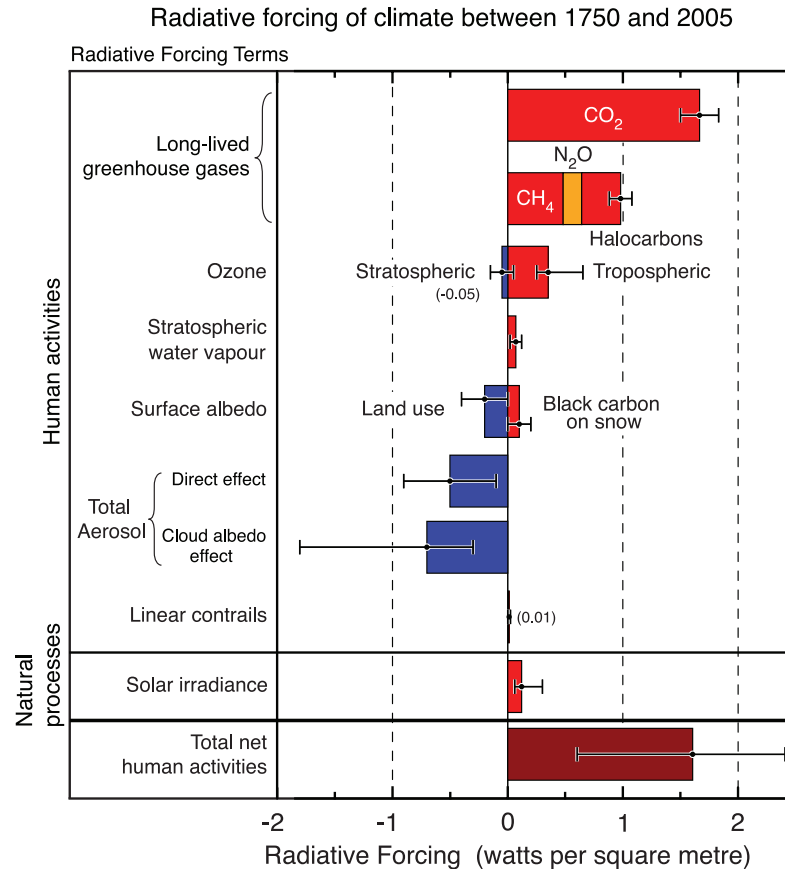 Radiative forcing of climate between 1750 and 2005
Radiative Forcing Terms
Human activities
Long-lived
greenhouse gases
CO2
N2O
CH4
Halocarbons
Ozone
Stratospheric
(-0.05)
Tropospheric
Stratospheric
water vapour
Surface albedo
Land use
Black carbon
on snow
Total
Aerosol
Direct effect
Cloud albedo
effect
Linear contrails
(0.01)
Natural
processes
Solar irradiance
Total net
human activities
-2 -1 0 1 2
Radiative Forcing (watts per square metre)